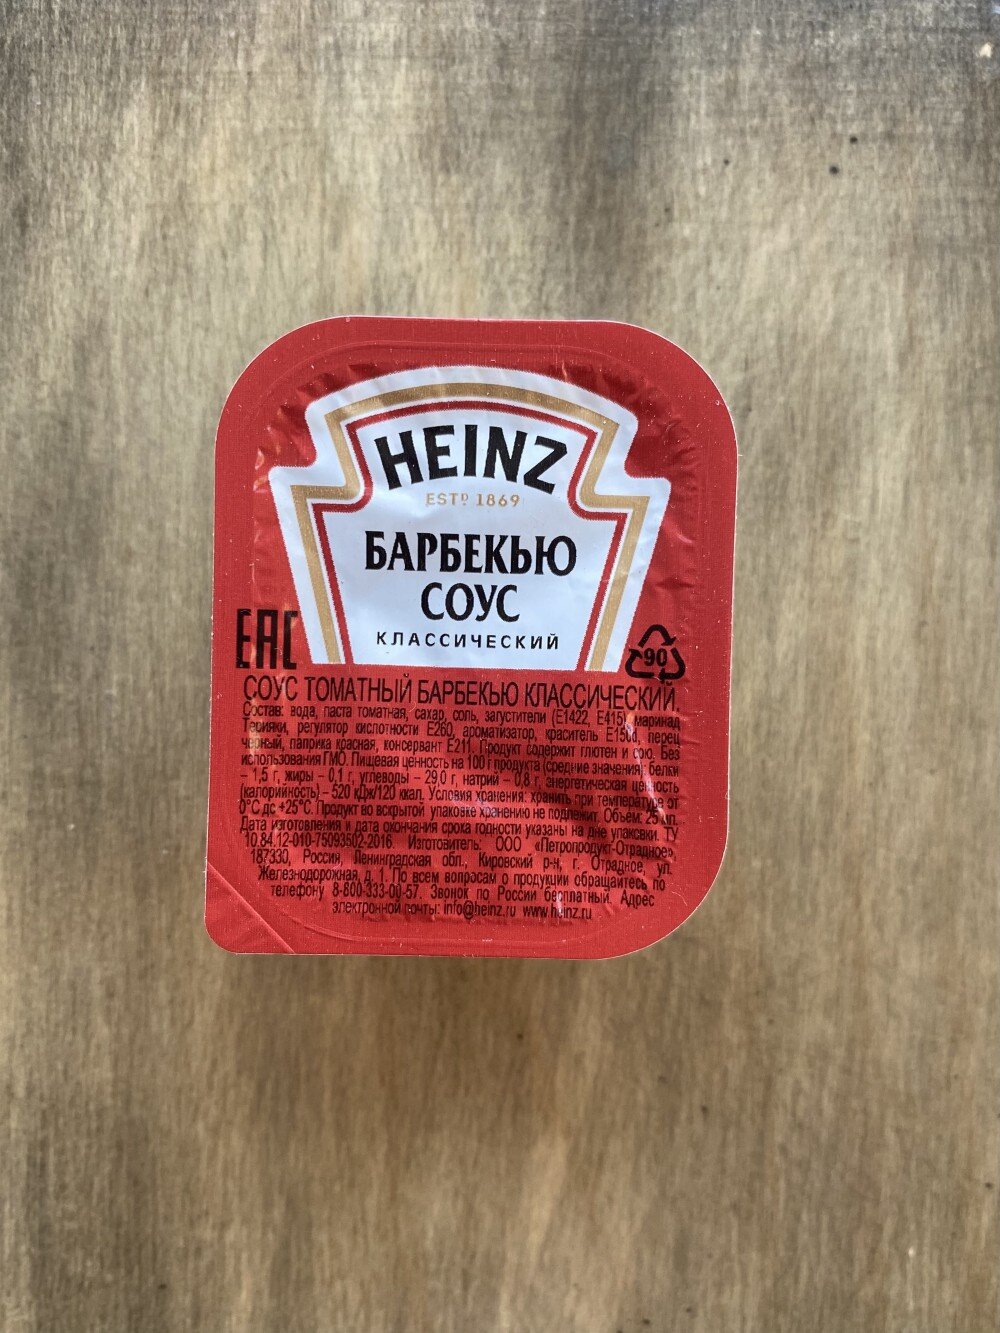 HEINZ
ESTD 1869
БАРБЕКЬЮ
СОУС
КЛАССИЧЕСКИЙ
EAC
90
СОУС ТОМАТНЫЙ БАРБЕКЬЮ КЛАССИЧЕСКИЙ.
Состав: вода, паста томатная, сахар, соль, загустители (Е1422, Е415), маринад
Терияки, регулятор кислотности Е260, ароматизатор, краситель Е150d, перец
черный, паприка красная, консервант Е211. Продукт содержит глютен и сою. Без
использования ГМО. Пищевая ценность на 100 г продукта (средние значения): белки
– 1,5 г, жиры – 0,1 г, углеводы – 29,0 г, натрий – 0,8 г, энергетическая ценность
(калорийность) – 520 кДж/120 ккал. Условия хранения: хранить при температуре от
0°С до +25°С. Продукт во вскрытой упаковке хранению не подлежит. Объем: 25 мл.
Дата изготовления и дата окончания срока годности указаны на дне упаковки. ТУ
10.84.12-010-75093502-2016. Изготовитель: ООО «Петропродукт-Отрадное»,
187330, Россия, Ленинградская обл., Кировский р-н, г. Отрадное, ул.
Железнодорожная, д. 1. По всем вопросам о продукции обращайтесь по
телефону 8-800-333-00-57. Звонок по России бесплатный. Адрес
электронной почты: info@heinz.ru www.heinz.ru